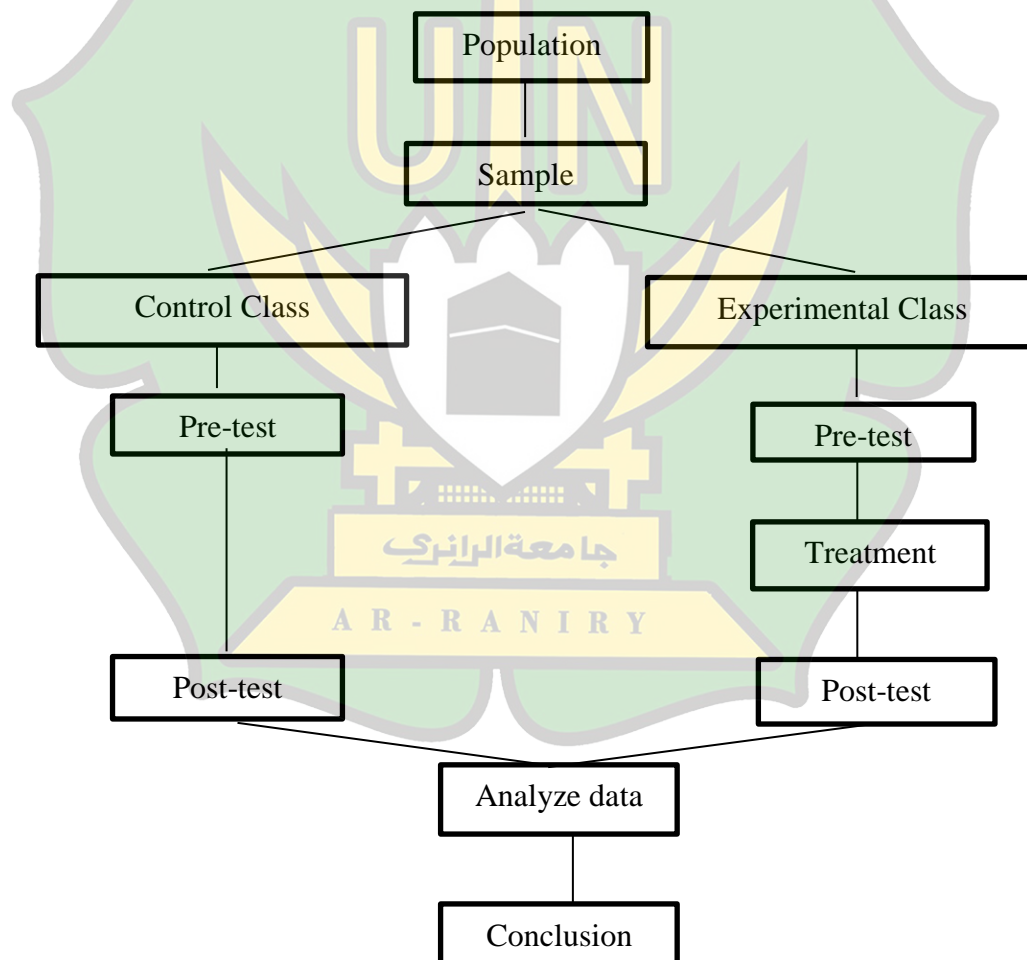 Population
UIN
Sample
Control Class
Experimental Class
Pre-test
Pre-test
Treatment
جامعة الرانري
AR-RANIRY
Post-test
Post-test
Analyze data
Conclusion